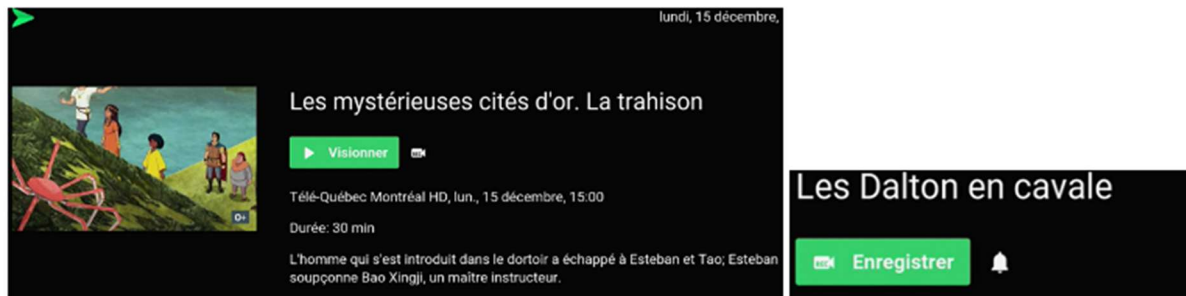 lundi, 15 décembre,
Les mystérieuses cités d'or. La trahison
Visionner
0+
Télé-Québec Montréal HD, lun., 15 décembre, 15:00
Durée: 30 min
L'homme qui s'est introduit dans le dortoir a échappé à Esteban et Tao; Esteban
soupçonne Bao Xingji, un maître instructeur.
Les Dalton en cavale
Enregistrer